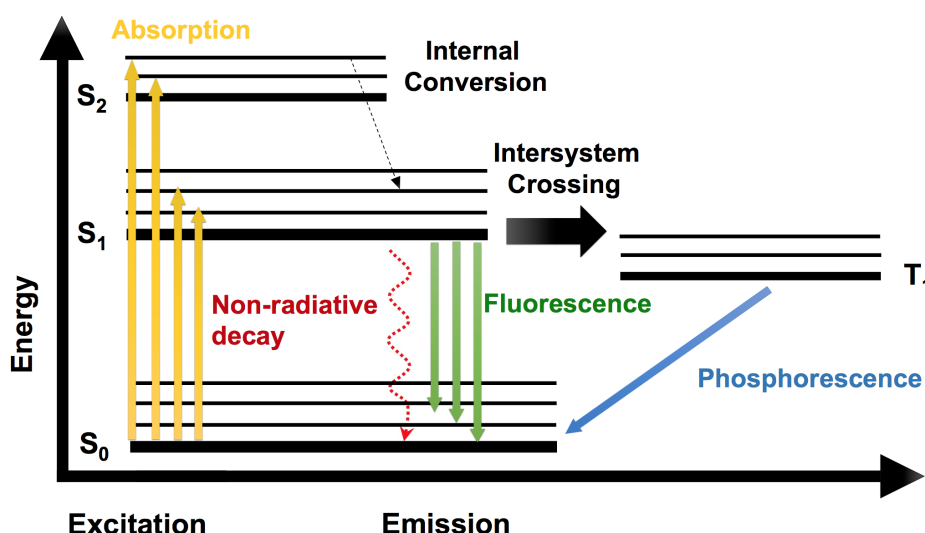 Absorption
Internal
Conversion
S₂
Intersystem
Crossing
S₁
T
Energy
Non-radiative
decay
Fluorescence
Phosphorescence
S₀
Excitation
Emission